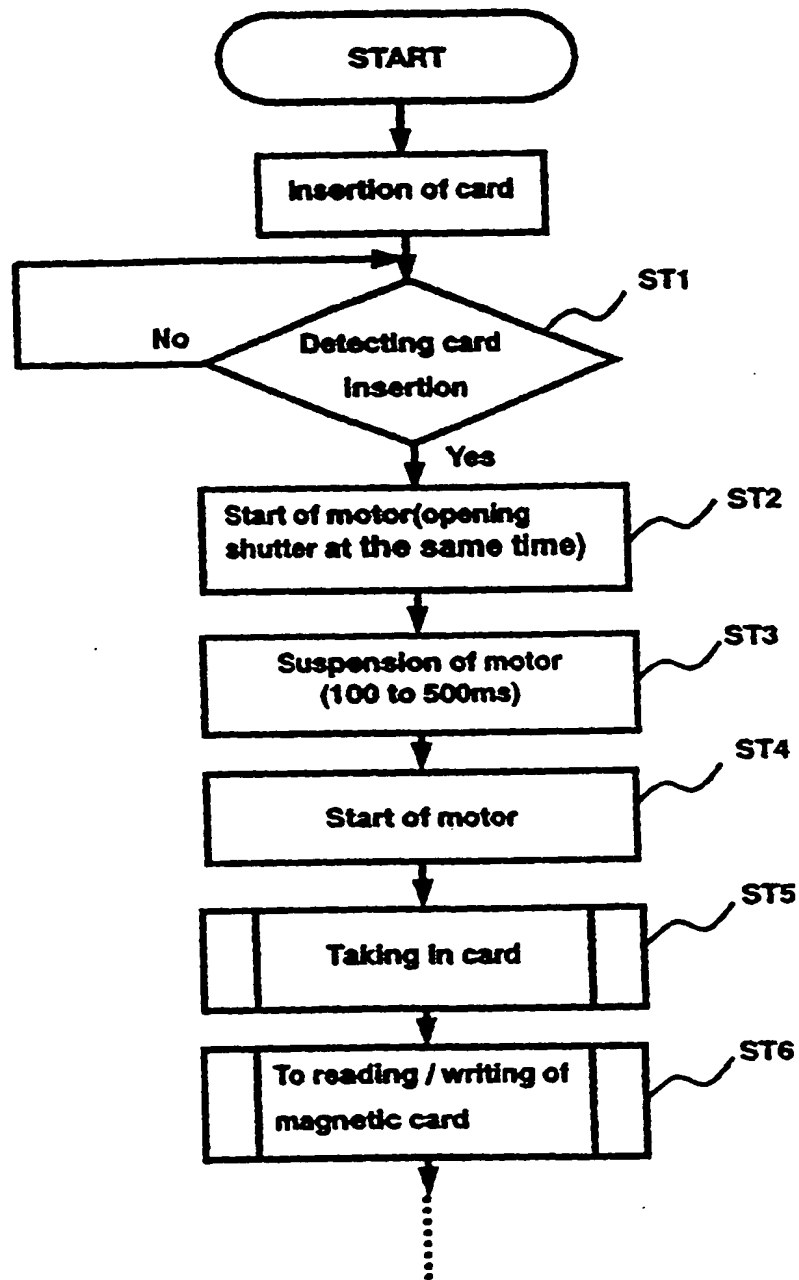 START
Insertion of card
ST1
No
Detecting card
insertion
Yes
ST2
Start of motor(opening
shutter at the same time)
ST3
Suspension of motor
(100 to 500ms)
ST4
Start of motor
ST5
Taking in card
ST6
To reading / writing of
magnetic card